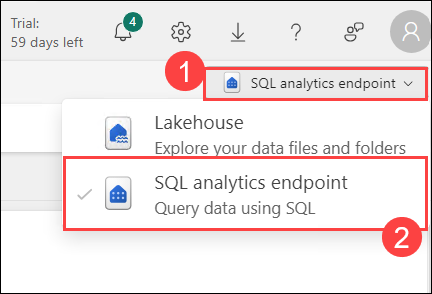 Trial:
59 days left
4
1
SQL analytics endpoint
Lakehouse
Explore your data files and folders
SQL analytics endpoint
Query data using SQL
2